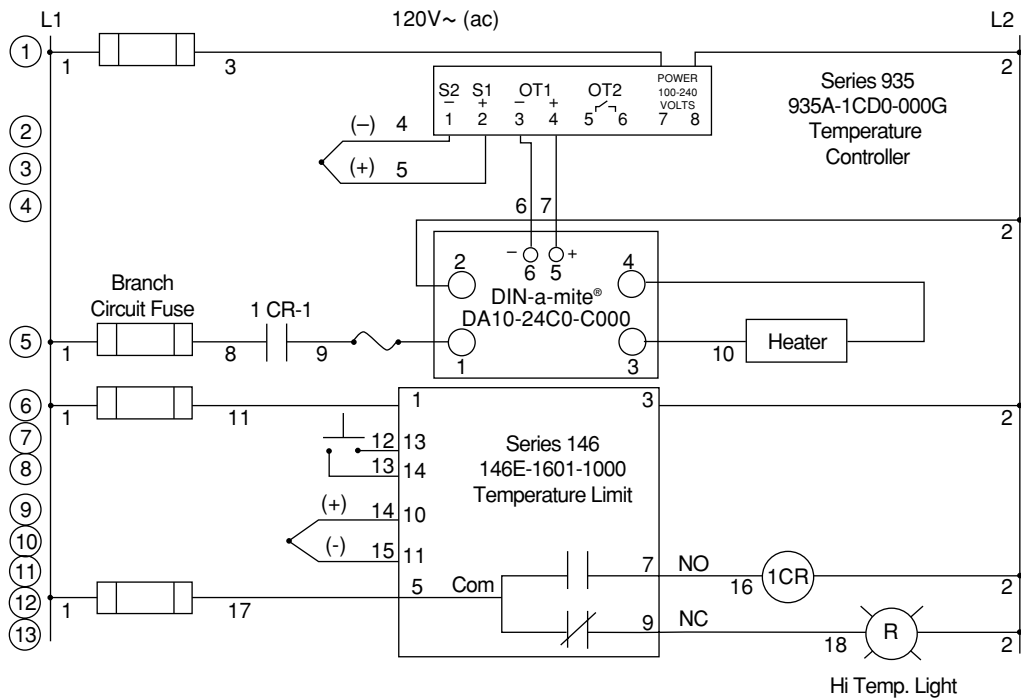 L1 120V~ (ac) L2
1
1 3 2
Series 935
935A-1CD0-000G
Temperature
Controller
POWER
100-240
VOLTS
S2 S1 OT1 OT2
− + − +
1 2 3 4 5 6 7 8
2 (–) 4
3 (+) 5
4 6 7
2
− +
6 5
2 4
DIN-a-mite®
DA10-24C0-C000
1 3
Branch
Circuit Fuse
1 CR-1
5
1 8 9 10 Heater
6
1 11 1 3 2
7 12 13
8 13 14
Series 146
146E-1601-1000
Temperature Limit
9 (+) 14 10
10 (-) 15 11
11 7 NO 16 1CR 2
12 5 Com
1 17
13 9 NC 18 R 2
Hi Temp. Light